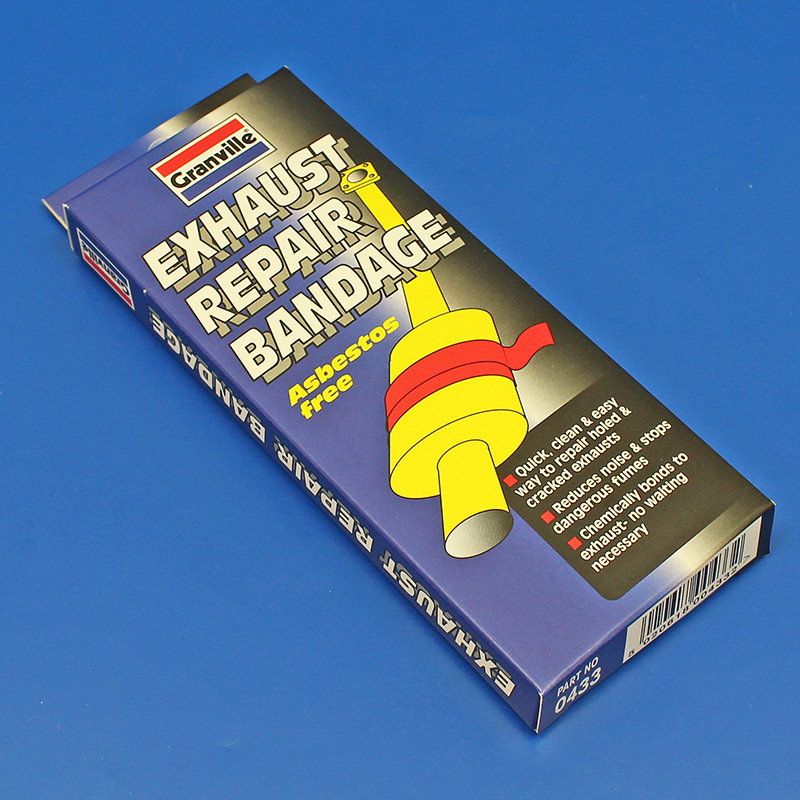 Granville®
EXHAUST
REPAIR
BANDAGE
Asbestos
free
Quick, clean & easy
way to repair holed &
cracked exhausts
Reduces noise & stops
dangerous fumes
Chemically bonds to
exhaust- no waiting
necessary
Granville
EXHAUST REPAIR BANDAGE
PART NO
0433